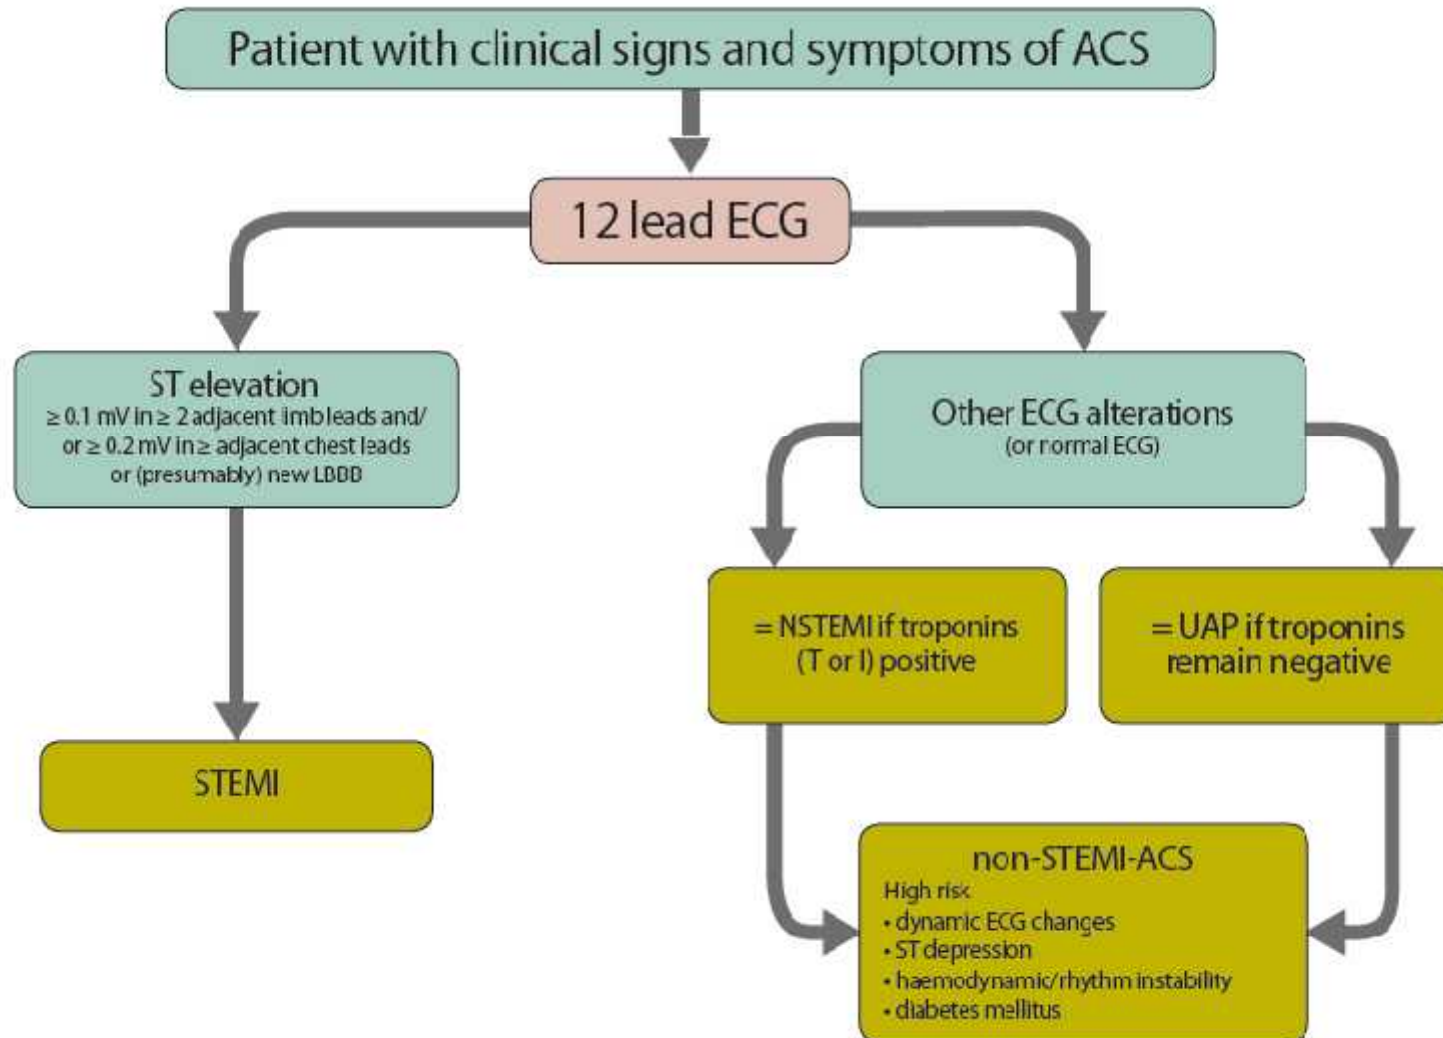 Patient with clinical signs and symptoms of ACS
12 lead ECG
ST elevation
≥ 0.1 mV in ≥ 2 adjacent limb leads and/
or ≥ 0.2 mV in ≥ adjacent chest leads
or (presumably) new LBBB
Other ECG alterations
(or normal ECG)
= NSTEMI if troponins
(T or I) positive
= UAP if troponins
remain negative
STEMI
non-STEMI-ACS
High risk
• dynamic ECG changes
• ST depression
• haemodynamic/rhythm instability
• diabetes mellitus